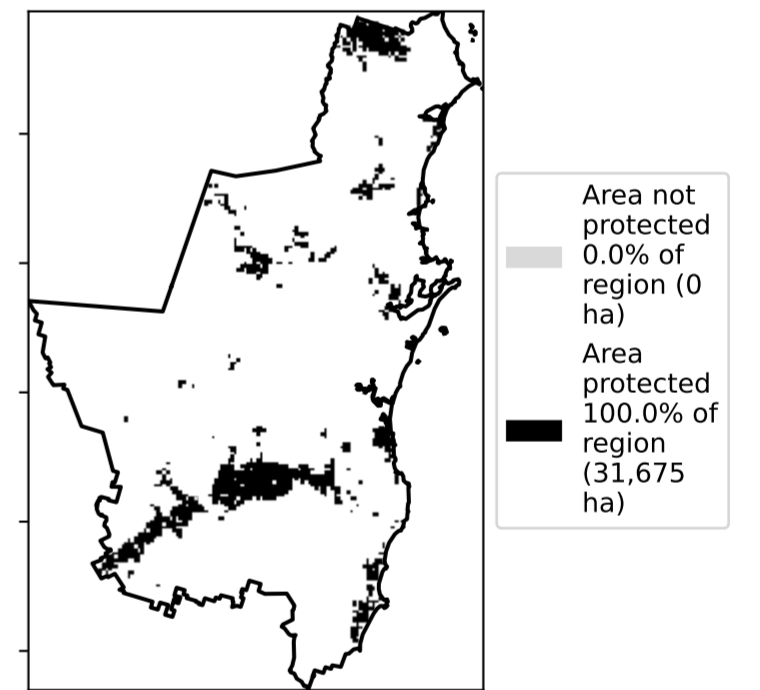 Area not
protected
0.0% of
region (0
ha)
Area
protected
100.0% of
region
(31,675
ha)